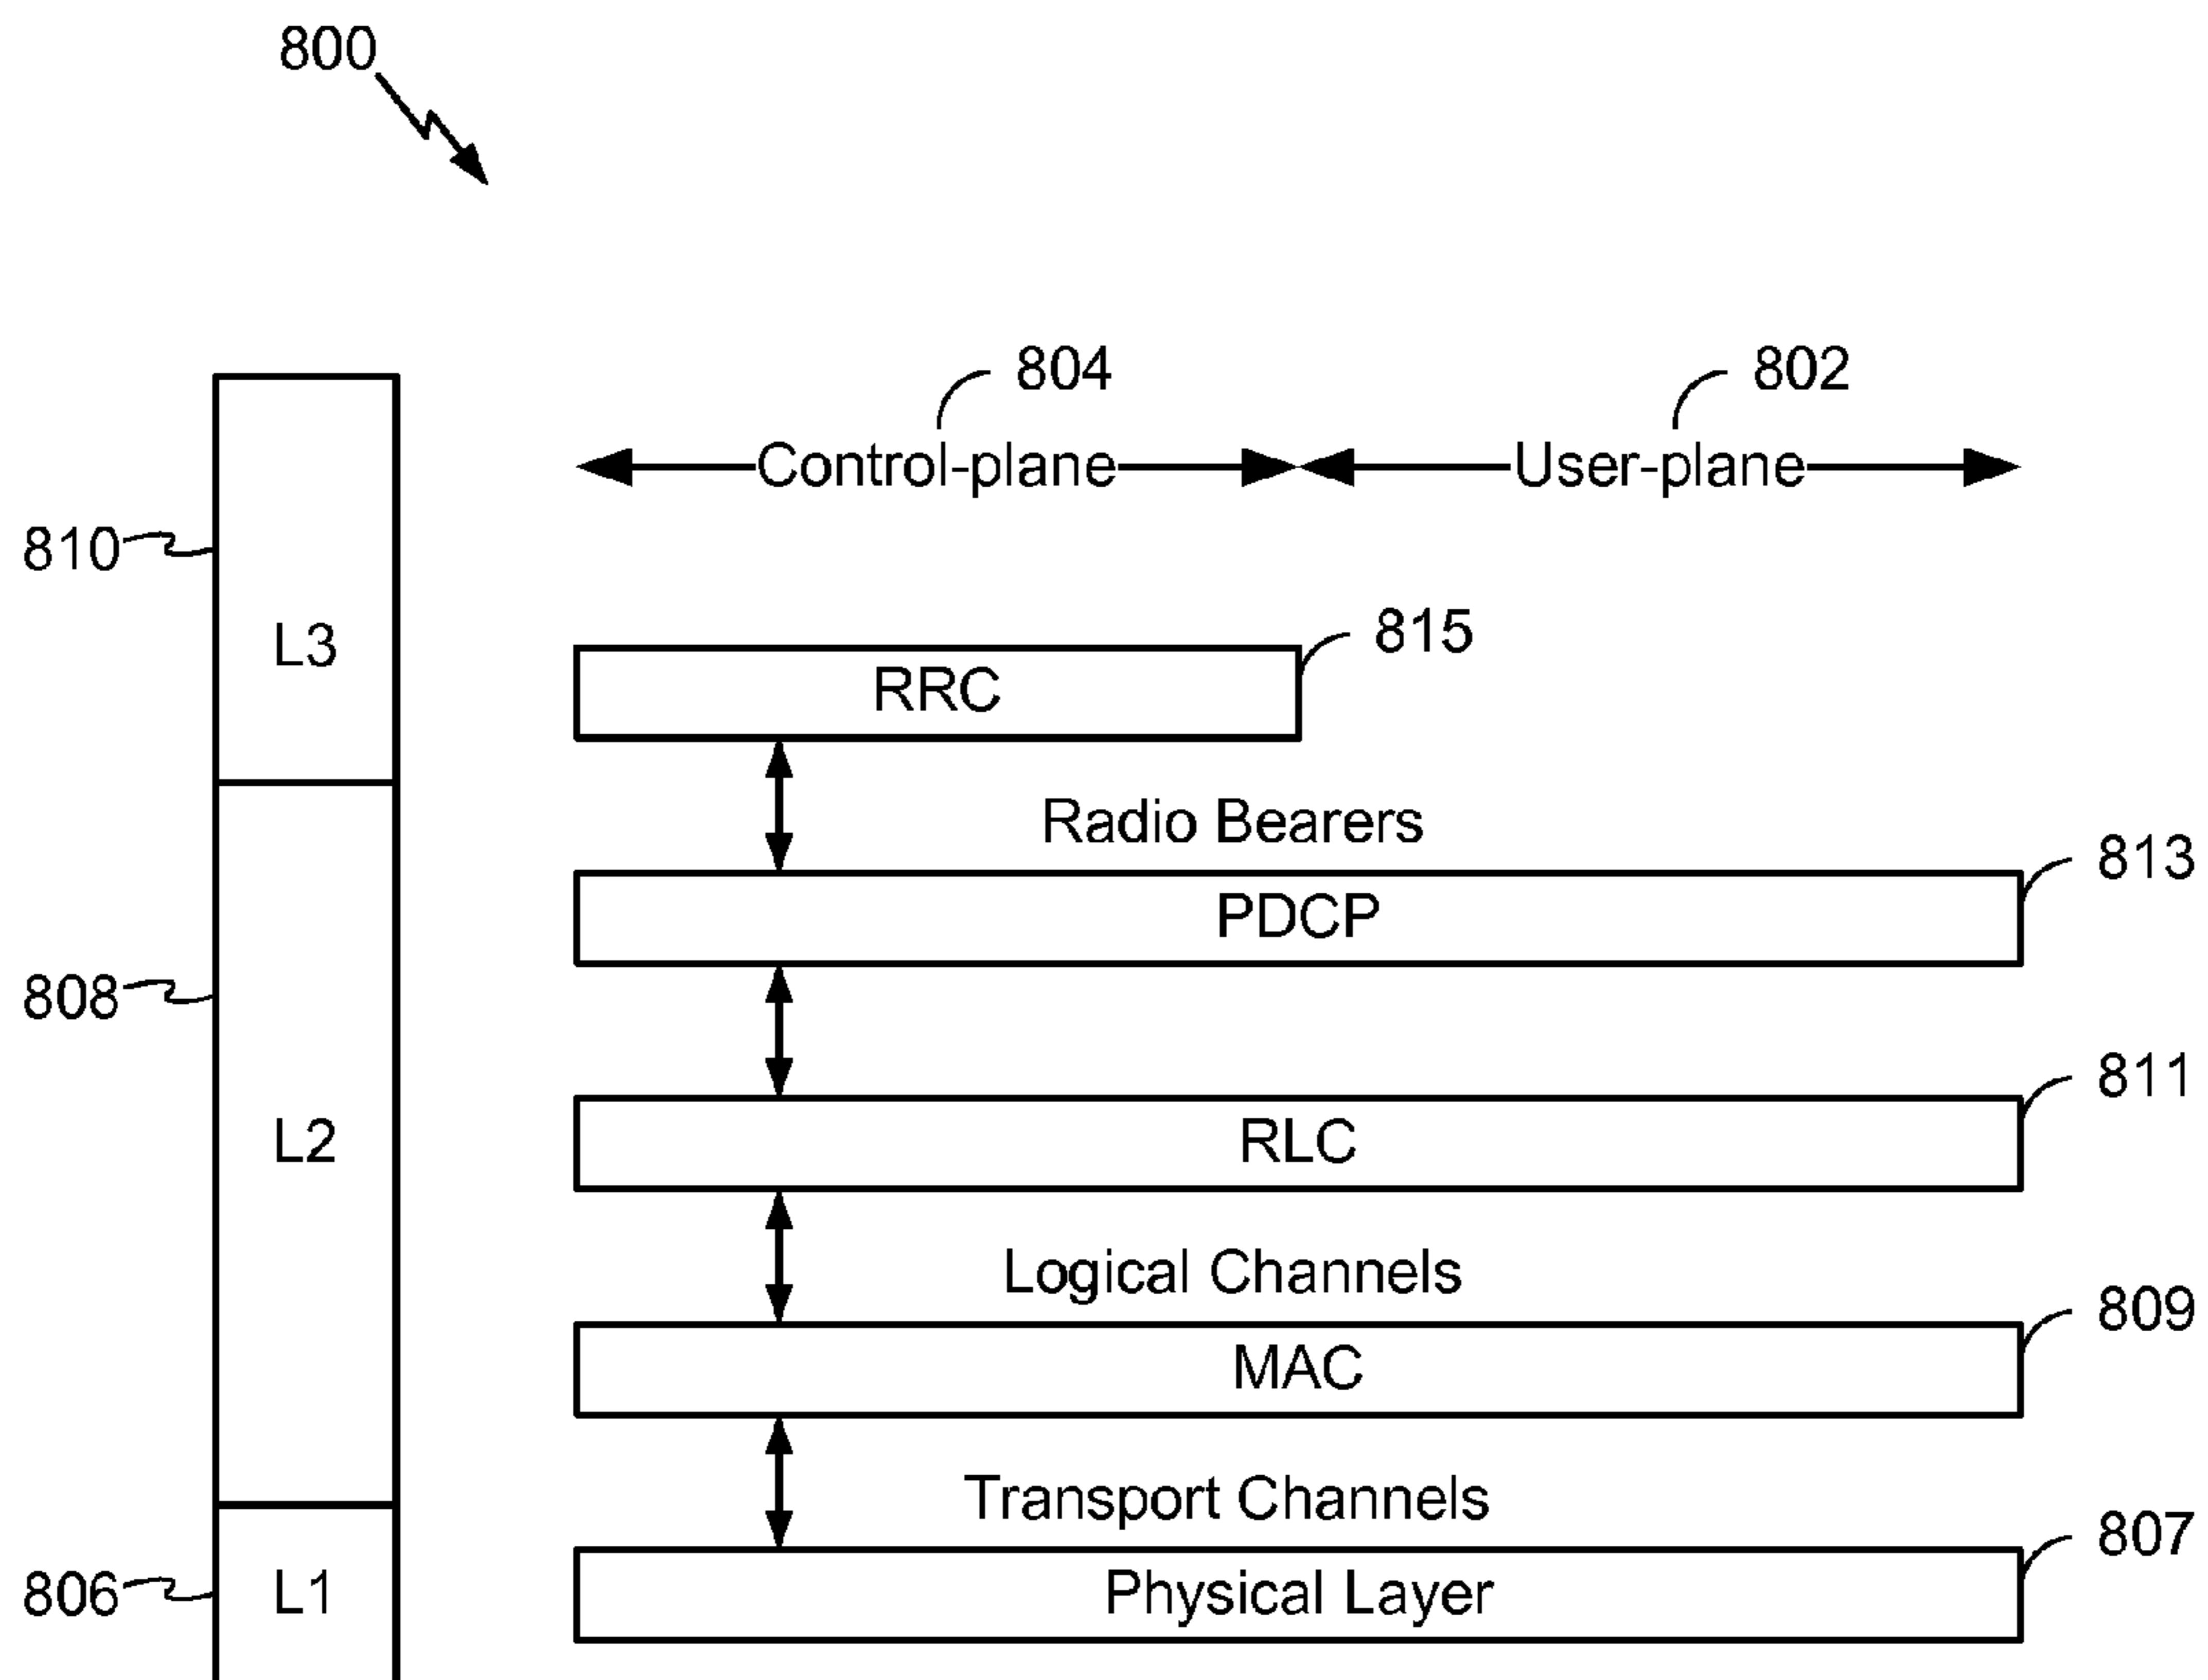 800
804
802
Control-plane
User-plane
810
L3
815
RRC
Radio Bearers
813
PDCP
808
811
L2
RLC
Logical Channels
809
MAC
Transport Channels
807
806
L1
Physical Layer